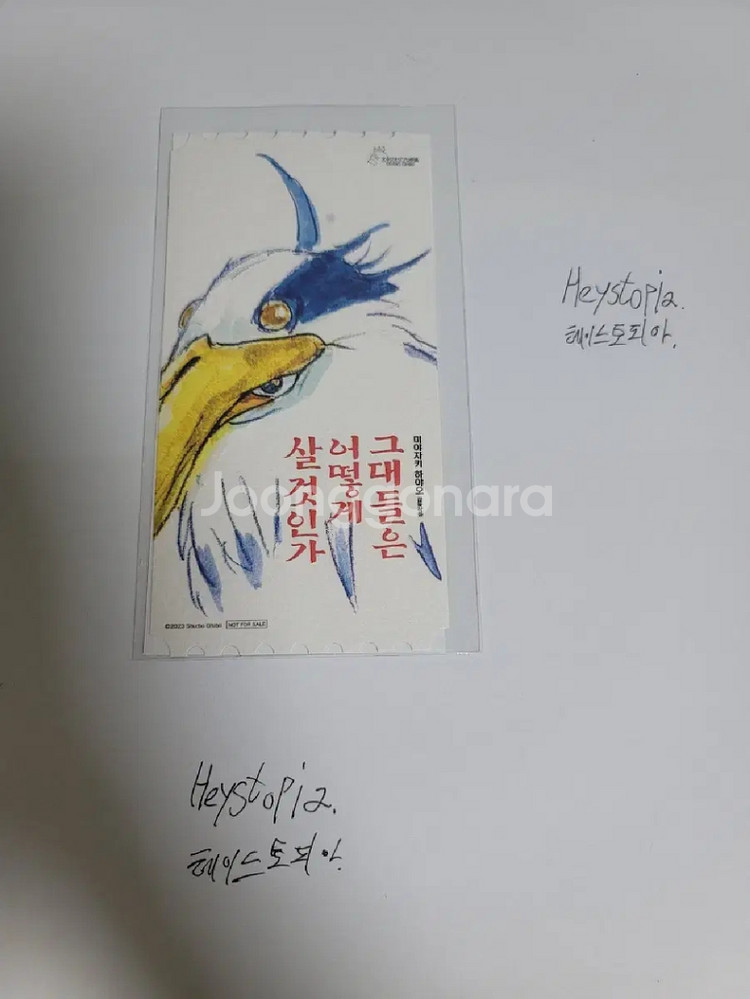 미야자키 하야오
그대들은
어떻게
살 것인가
©2023 Studio Ghibli NOT FOR SALE
Joonggonara
Heystopia.
헤이스토피아.
Heystopia.
헤이스토피아.